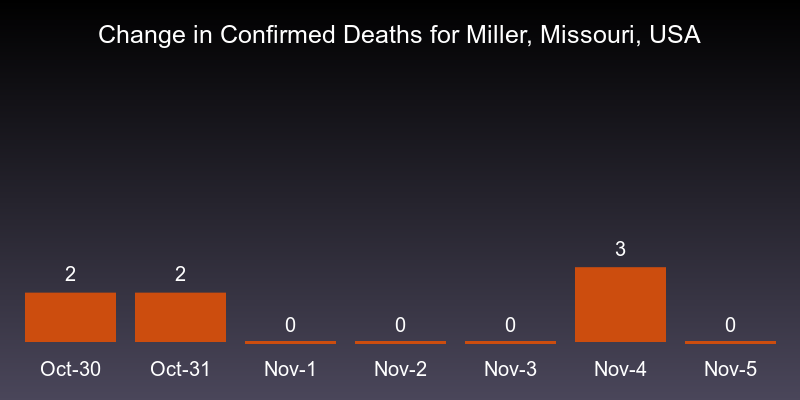 Change in Confirmed Deaths for Miller, Missouri, USA
3
2 2
0 0 0 0
Oct-30 Oct-31 Nov-1 Nov-2 Nov-3 Nov-4 Nov-5